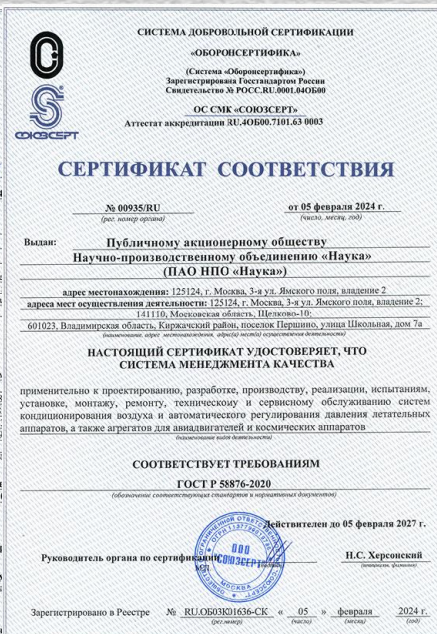 СИСТЕМА ДОБРОВОЛЬНОЙ СЕРТИФИКАЦИИ
«ОБОРОНСЕРТИФИКА»
(Система «Оборонсертифика»)
Зарегистрирована Госстандартом России
Свидетельство № РОСС.RU.0001.04ОБ00
ОС СМК «СОЮЗСЕРТ»
Аттестат аккредитации RU.4ОБ00.7101.63 0003
СОЮЗСЕРТ
СЕРТИФИКАТ СООТВЕТСТВИЯ
№ 00935/RU от 05 февраля 2024 г.
(рег. номер органа) (число, месяц, год)
Выдан: Публичному акционерному обществу
Научно-производственному объединению «Наука»
(ПАО НПО «Наука»)
адрес местонахождения: 125124, г. Москва, 3-я ул. Ямского поля, владение 2
адреса мест осуществления деятельности: 125124, г. Москва, 3-я ул. Ямского поля, владение 2;
141110, Московская область, Щелково-10;
601023, Владимирская область, Киржачский район, поселок Першино, улица Школьная, дом 7а
(наименование, адрес местонахождения, адрес(а) мест(а) осуществления деятельности)
НАСТОЯЩИЙ СЕРТИФИКАТ УДОСТОВЕРЯЕТ, ЧТО
СИСТЕМА МЕНЕДЖМЕНТА КАЧЕСТВА
применительно к проектированию, разработке, производству, реализации, испытаниям,
установке, монтажу, ремонту, техническому и сервисному обслуживанию систем
кондиционирования воздуха и автоматического регулирования давления летательных
аппаратов, а также агрегатов для авиадвигателей и космических аппаратов
(наименование видов деятельности)
СООТВЕТСТВУЕТ ТРЕБОВАНИЯМ
ГОСТ Р 58876-2020
(обозначение соответствующих стандартов и нормативных документов)
Действителен до 05 февраля 2027 г.
Руководитель органа по сертификации Н.С. Херсонский
МП
ООО
"СОЮЗСЕРТ"
МОСКВА
Зарегистрировано в Реестре № RU.ОБ03К01636-СК « 05 » февраля 2024 г.
(рег.номер) (число) (месяц) (год)